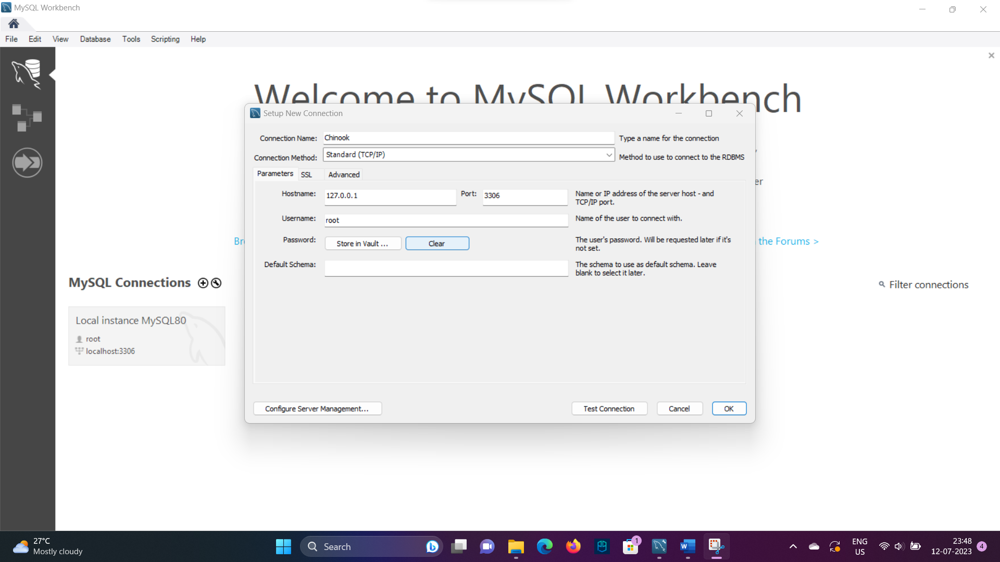 MySQL Workbench
File Edit View Database Tools Scripting Help
Welcome to MySQL Workbench
Setup New Connection
Connection Name: Chinook Type a name for the connection
Connection Method: Standard (TCP/IP) Method to use to connect to the RDBMS
Parameters SSL Advanced
er
Hostname: 127.0.0.1 Port: 3306 Name or IP address of the server host - and
TCP/IP port.
Username: root Name of the user to connect with.
Password: Store in Vault ... Clear The user's password. Will be requested later if it's
not set.
Br
the Forums >
Default Schema: The schema to use as default schema. Leave
blank to select it later.
MySQL Connections
Filter connections
Local instance MySQL80
root
localhost:3306
Configure Server Management... Test Connection Cancel OK
27°C
Mostly cloudy
Search
1
ENG
US
23:48
12-07-2023
4